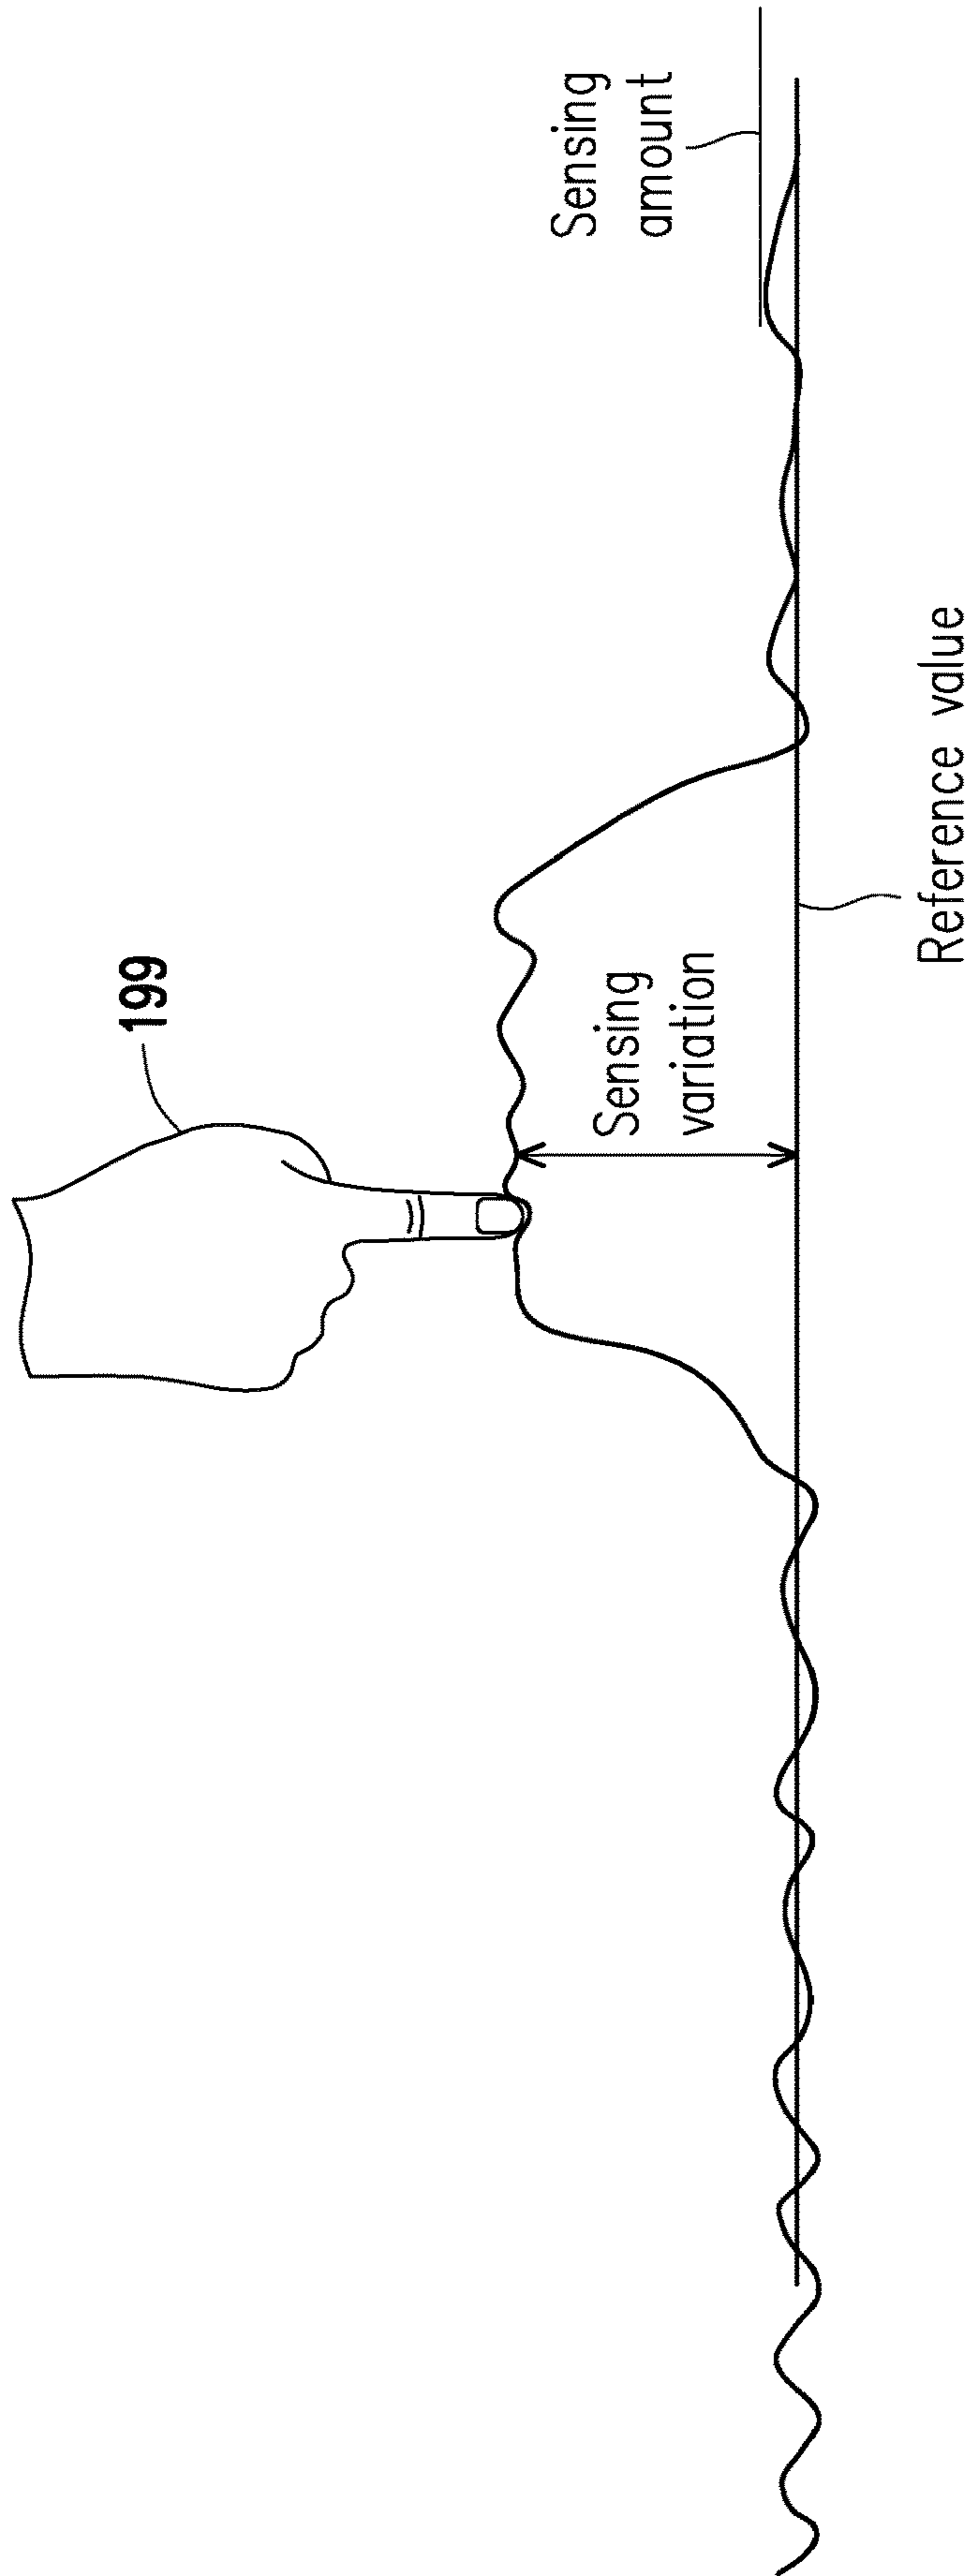 199
Sensing
variation
Sensing
amount
Reference value